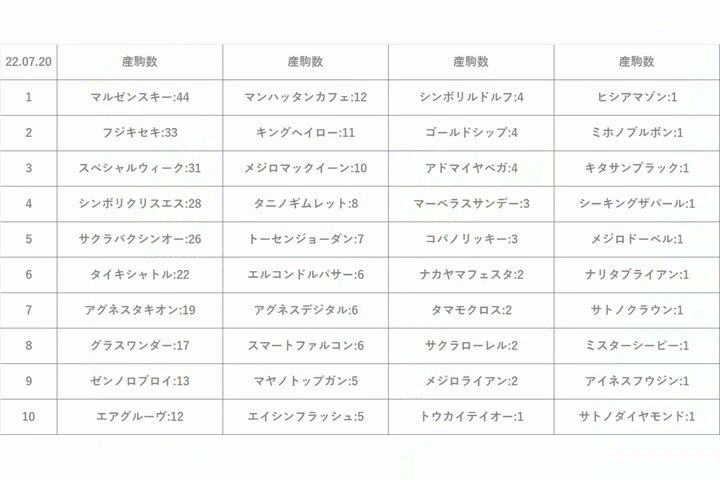 22.07.20 産駒数 産駒数 産駒数 産駒数
1 マルゼンスキー:44 マンハッタンカフェ:12 シンボリルドルフ:4 ヒシアマゾン:1
2 フジキセキ:33 キングヘイロー:11 ゴールドシップ:4 ミホノブルボン:1
3 スペシャルウィーク:31 メジロマックイーン:10 アドマイヤベガ:4 キタサンブラック:1
4 シンボリクリスエス:28 タニノギムレット:8 マーベラスサンデー:3 シーキングザパール:1
5 サクラバクシンオー:26 トーセンジョーダン:7 コパノリッキー:3 メジロドーベル:1
6 タイキシャトル:22 エルコンドルパサー:6 ナカヤマフェスタ:2 ナリタブライアン:1
7 アグネスタキオン:19 アグネスデジタル:6 タマモクロス:2 サトノクラウン:1
8 グラスワンダー:17 スマートファルコン:6 サクラローレル:2 ミスターシービー:1
9 ゼンノロブロイ:13 マヤノトップガン:5 メジロライアン:2 アイネスフウジン:1
10 エアグルーヴ:12 エイシンフラッシュ:5 トウカイテイオー:1 サトノダイヤモンド:1